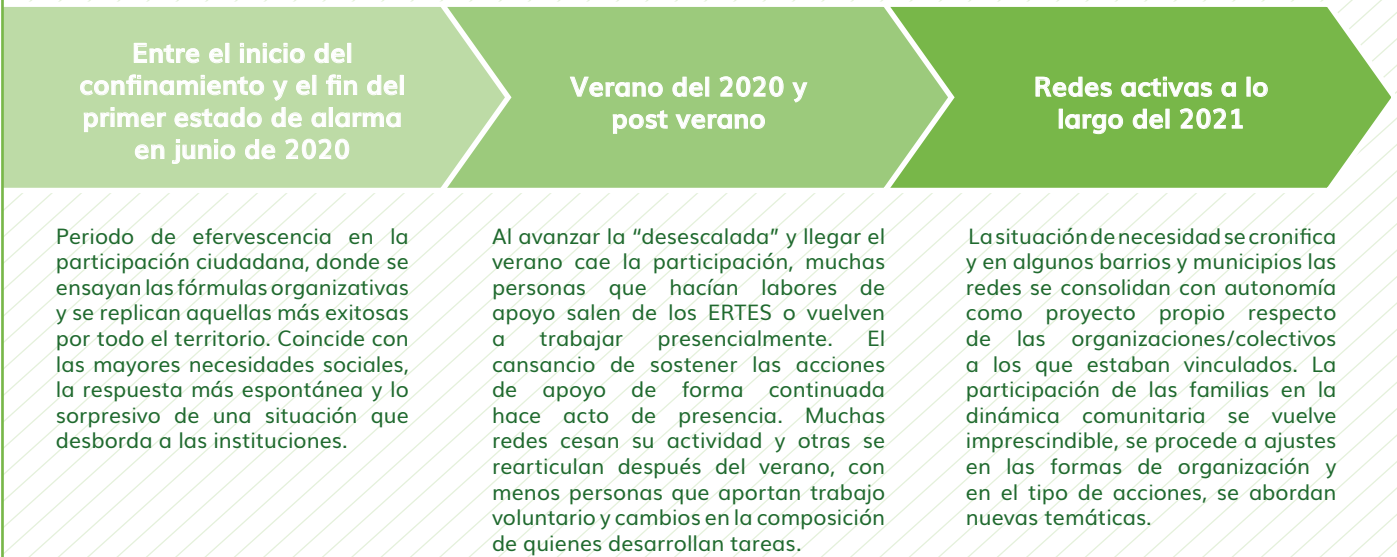 Entre el inicio del
confinamiento y el fin del
primer estado de alarma
en junio de 2020
Verano del 2020 y
post verano
Redes activas a lo
largo del 2021
Periodo de efervescencia en la
participación ciudadana, donde se
ensayan las fórmulas organizativas
y se replican aquellas más exitosas
por todo el territorio. Coincide con
las mayores necesidades sociales,
la respuesta más espontánea y lo
sorpresivo de una situación que
desborda a las instituciones.
Al avanzar la “desescalada” y llegar el
verano cae la participación, muchas
personas que hacían labores de
apoyo salen de los ERTES o vuelven
a trabajar presencialmente. El
cansancio de sostener las acciones
de apoyo de forma continuada
hace acto de presencia. Muchas
redes cesan su actividad y otras se
rearticulan después del verano, con
menos personas que aportan trabajo
voluntario y cambios en la composición
de quienes desarrollan tareas.
La situación de necesidad se cronifica
y en algunos barrios y municipios las
redes se consolidan con autonomía
como proyecto propio respecto
de las organizaciones/colectivos
a los que estaban vinculados. La
participación de las familias en la
dinámica comunitaria se vuelve
imprescindible, se procede a ajustes
en las formas de organización y
en el tipo de acciones, se abordan
nuevas temáticas.